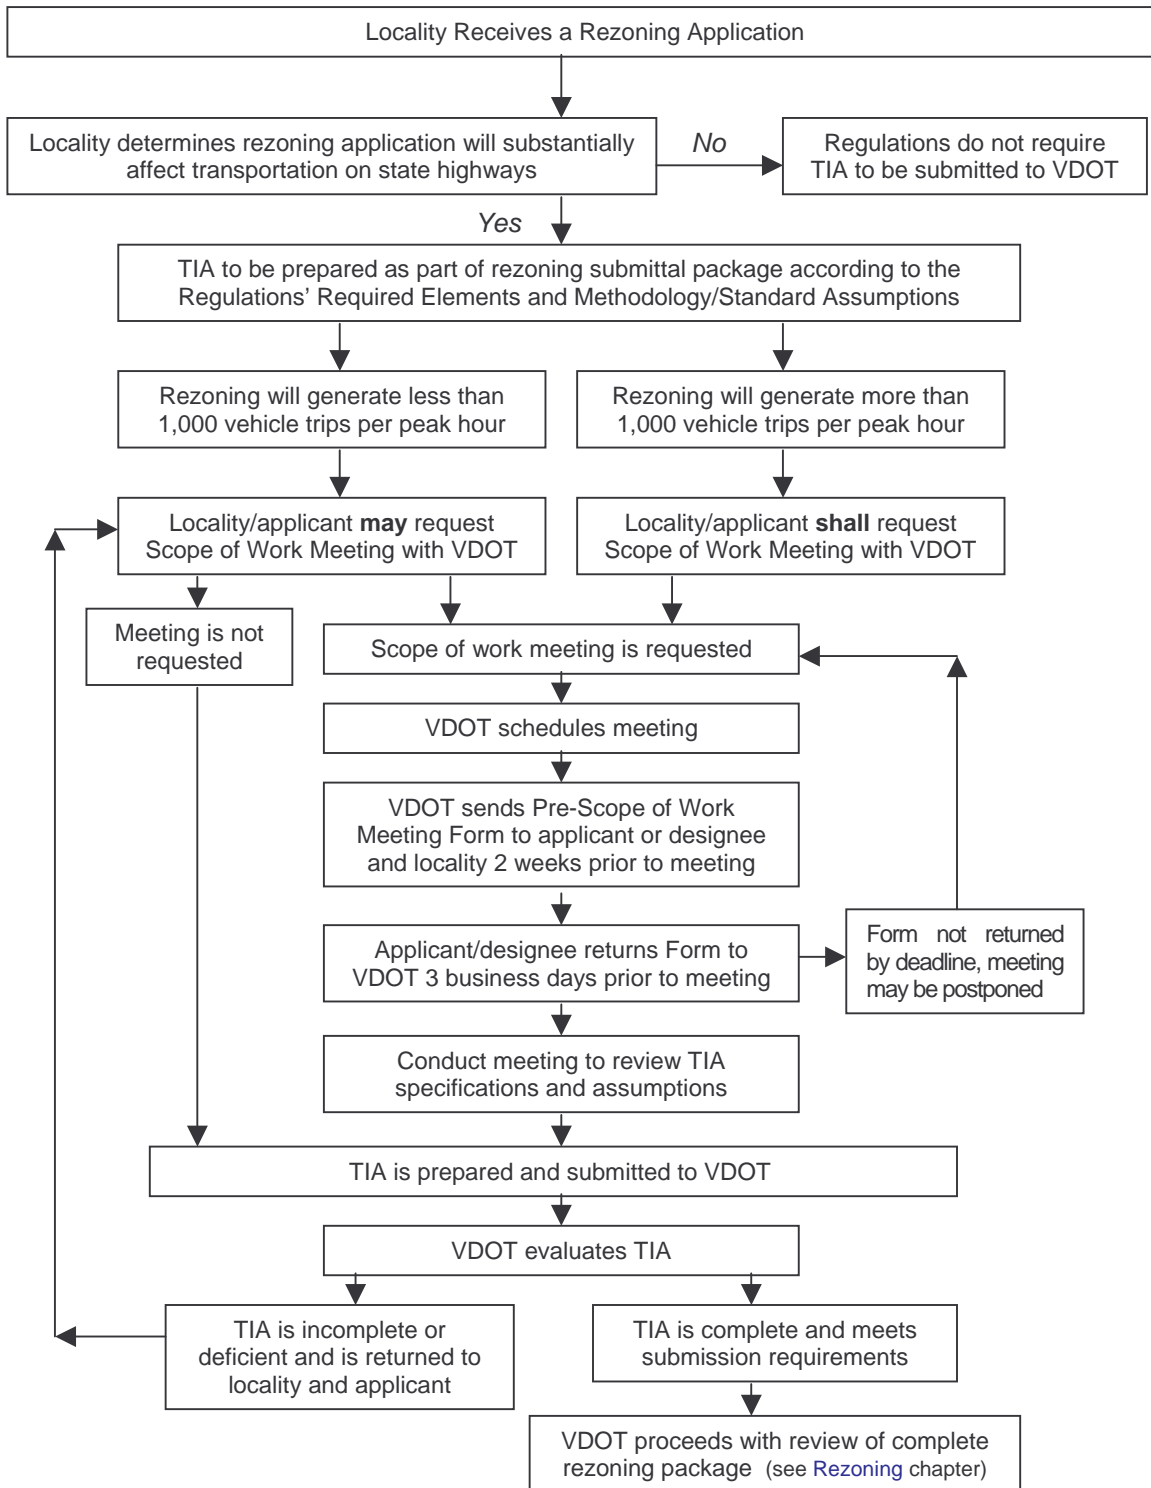 Locality Receives a Rezoning Application
Locality determines rezoning application will substantially
affect transportation on state highways
No
Regulations do not require
TIA to be submitted to VDOT
Yes
TIA to be prepared as part of rezoning submittal package according to the
Regulations’ Required Elements and Methodology/Standard Assumptions
Rezoning will generate less than
1,000 vehicle trips per peak hour
Rezoning will generate more than
1,000 vehicle trips per peak hour
Locality/applicant may request
Scope of Work Meeting with VDOT
Locality/applicant shall request
Scope of Work Meeting with VDOT
Meeting is not
requested
Scope of work meeting is requested
VDOT schedules meeting
VDOT sends Pre-Scope of Work
Meeting Form to applicant or designee
and locality 2 weeks prior to meeting
Applicant/designee returns Form to
VDOT 3 business days prior to meeting
Form not returned
by deadline, meeting
may be postponed
Conduct meeting to review TIA
specifications and assumptions
TIA is prepared and submitted to VDOT
VDOT evaluates TIA
TIA is incomplete or
deficient and is returned to
locality and applicant
TIA is complete and meets
submission requirements
VDOT proceeds with review of complete
rezoning package (see Rezoning chapter)